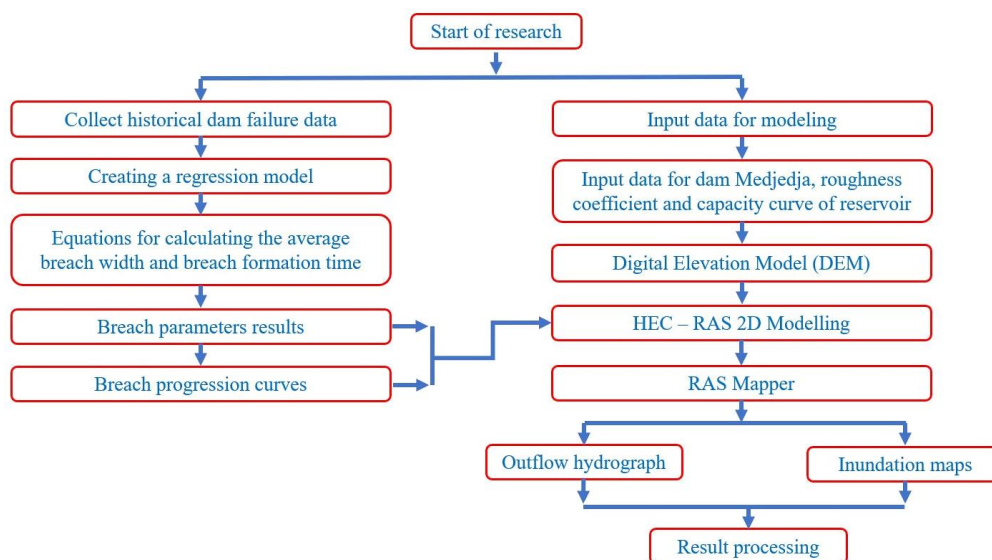 Start of research
Collect historical dam failure data
Creating a regression model
Equations for calculating the average
breach width and breach formation time
Breach parameters results
Breach progression curves
Input data for modeling
Input data for dam Medjedja, roughness
coefficient and capacity curve of reservoir
Digital Elevation Model (DEM)
HEC – RAS 2D Modelling
RAS Mapper
Outflow hydrograph
Inundation maps
Result processing